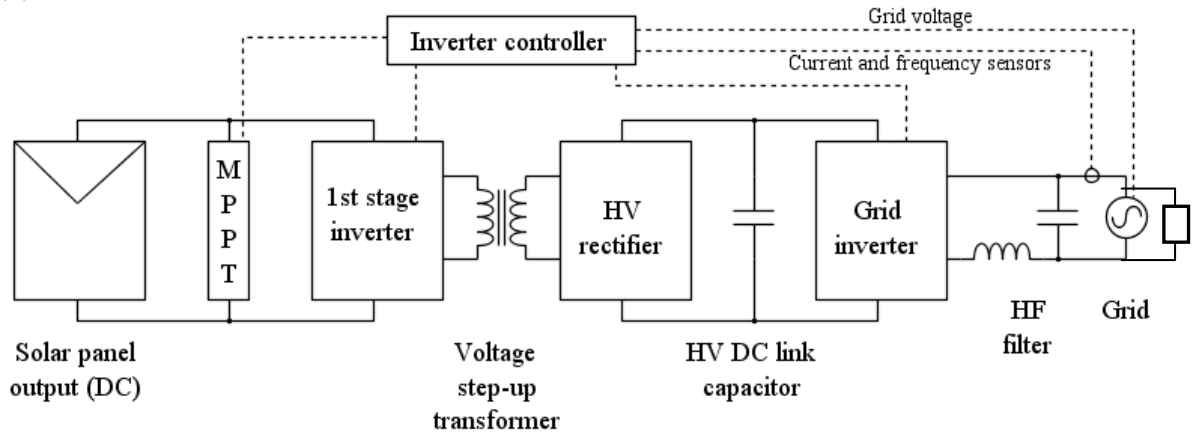 Grid voltage
Inverter controller
Current and frequency sensors
M
P
P
T
1st stage
inverter
HV
rectifier
Grid
inverter
Solar panel
output (DC)
Voltage
step-up
transformer
HV DC link
capacitor
HF
filter
Grid